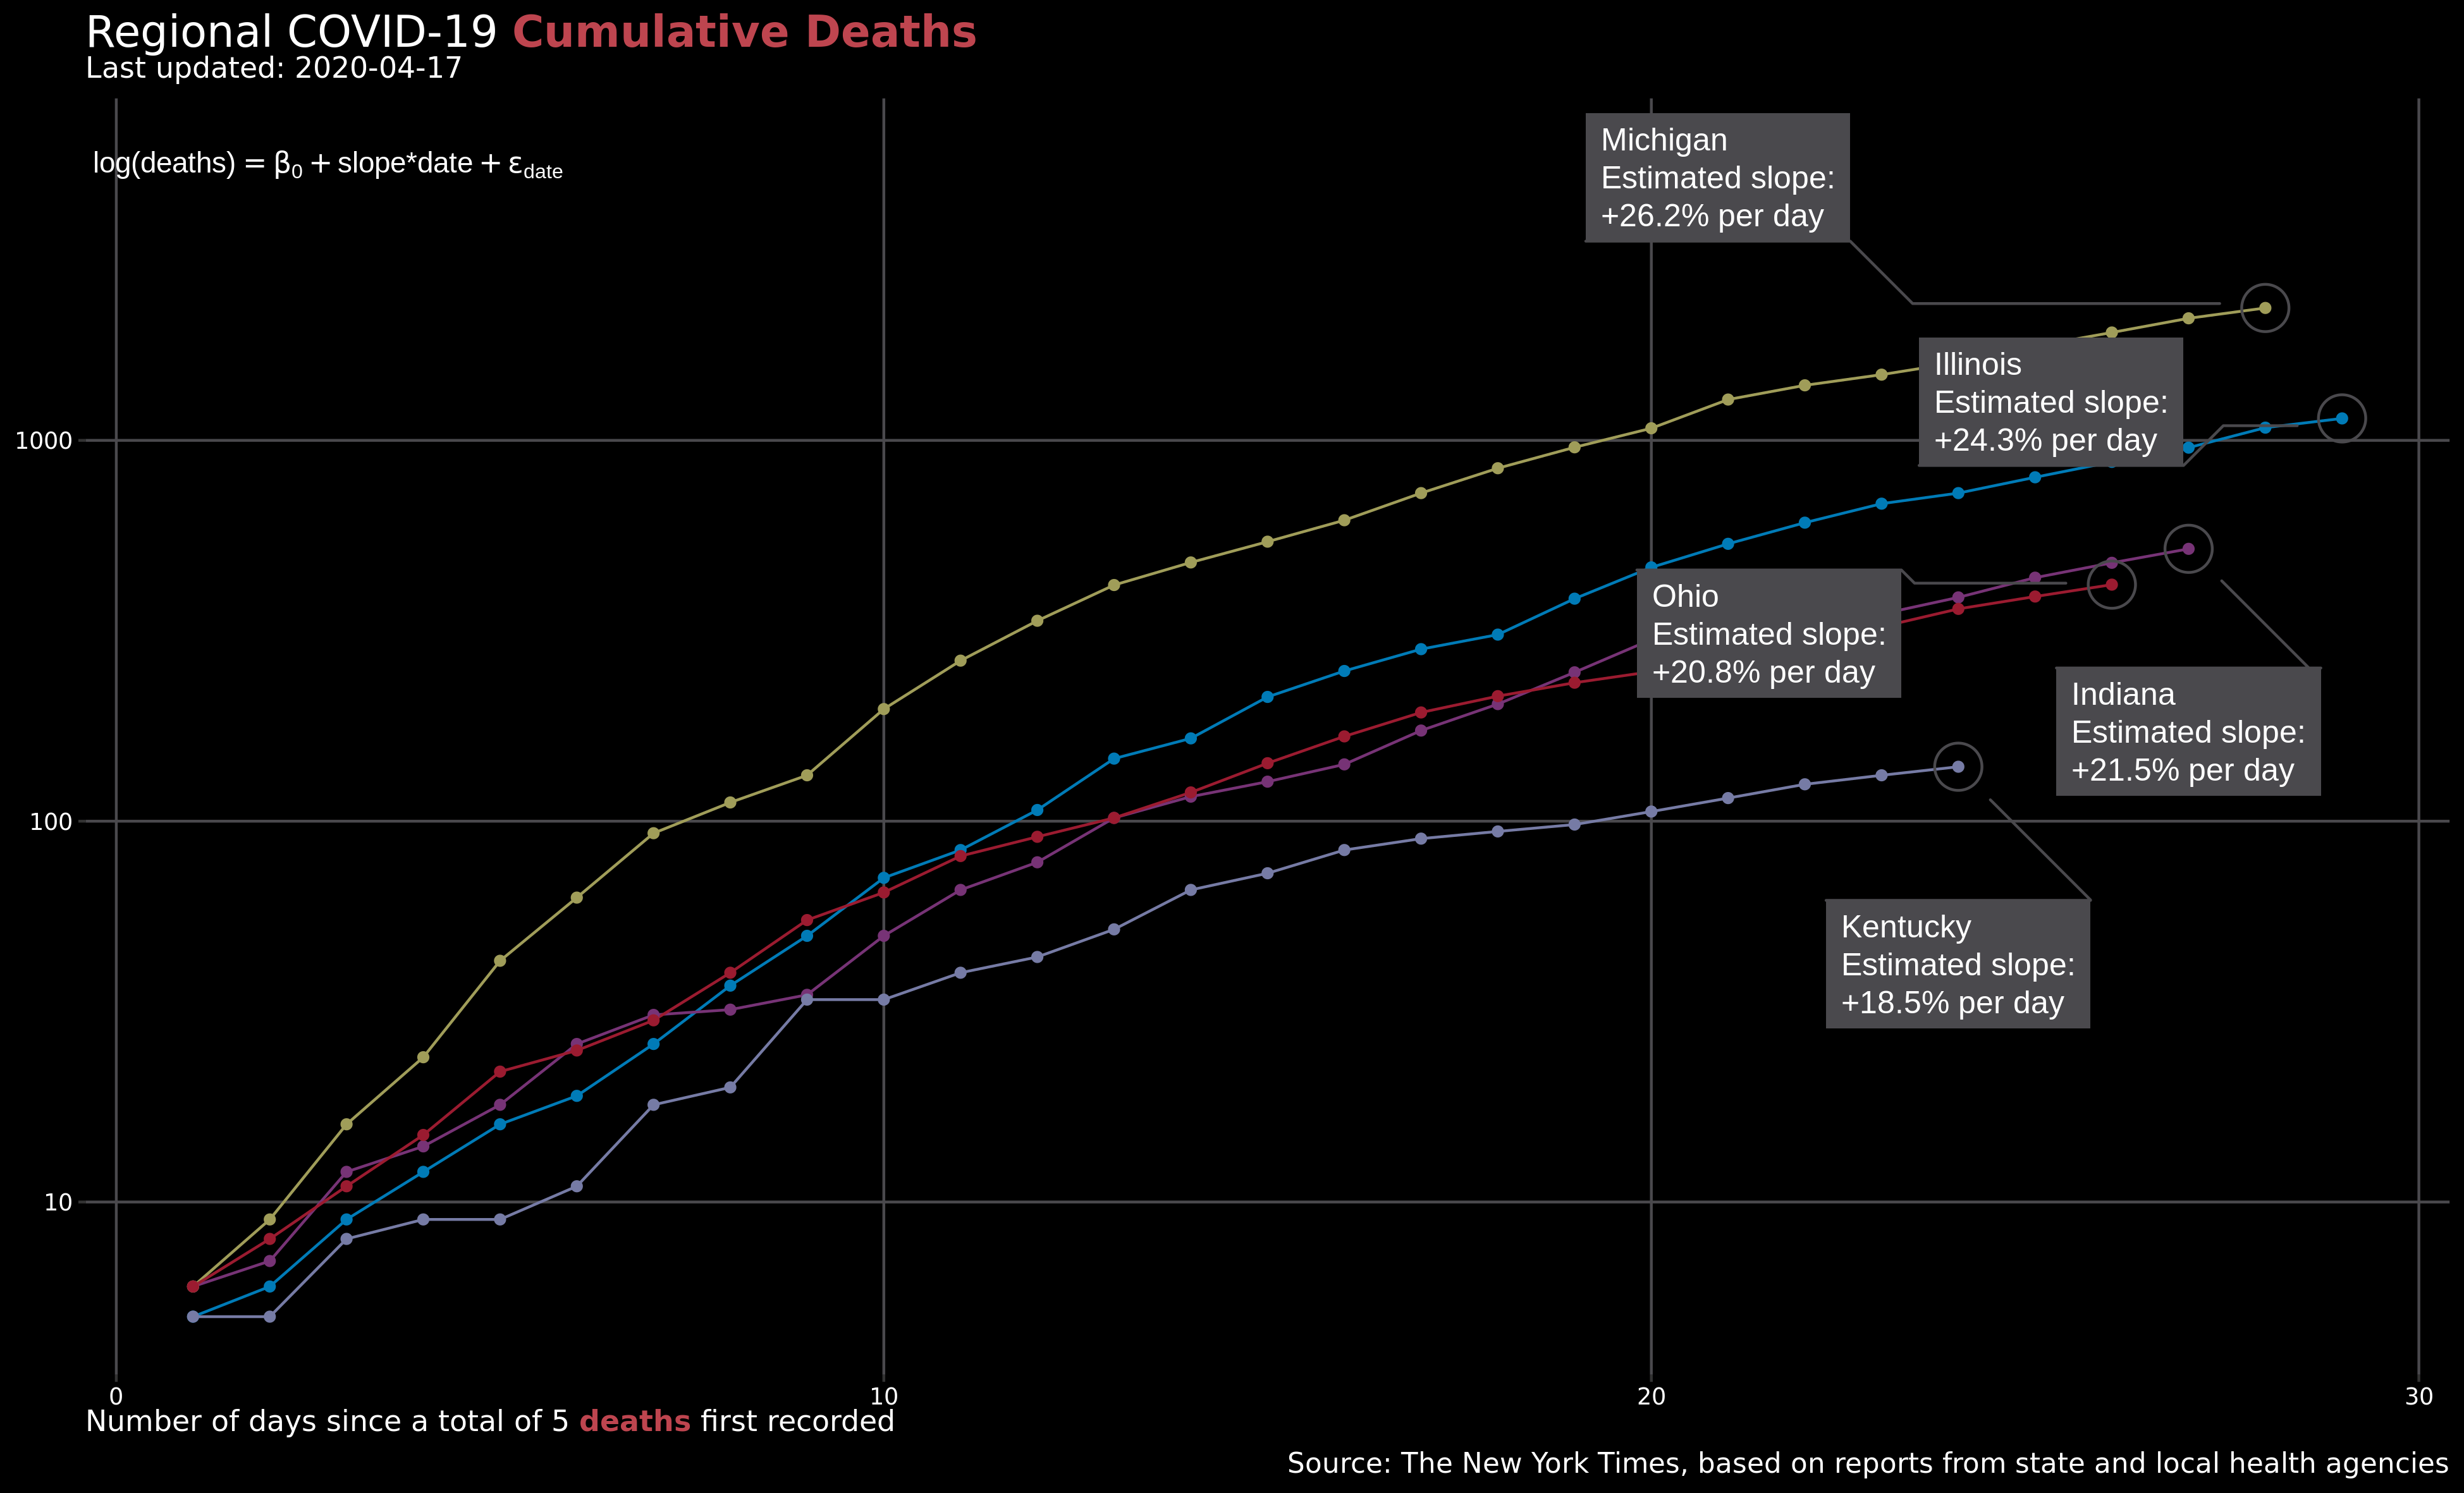 Regional COVID-19 Cumulative Deaths
Last updated: 2020-04-17
log(deaths) = β0 + slope*date + εdate
Michigan
Estimated slope:
+26.2% per day
Illinois
Estimated slope:
+24.3% per day
1000
Ohio
Estimated slope:
+20.8% per day
Indiana
Estimated slope:
+21.5% per day
100
Kentucky
Estimated slope:
+18.5% per day
10
0 10 20 30
Number of days since a total of 5 deaths first recorded
Source: The New York Times, based on reports from state and local health agencies